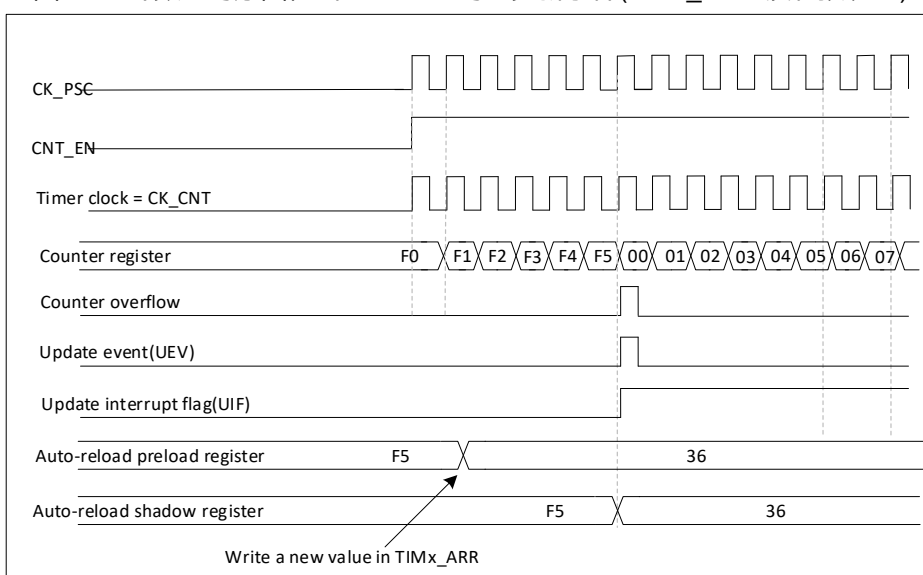 CK_PSC
CNT_EN
Timer clock = CK_CNT
Counter register F0 F1 F2 F3 F4 F5 00 01 02 03 04 05 06 07
Counter overflow
Update event(UEV)
Update interrupt flag(UIF)
Auto-reload preload register F5 36
Auto-reload shadow register F5 36
Write a new value in TIMx_ARR